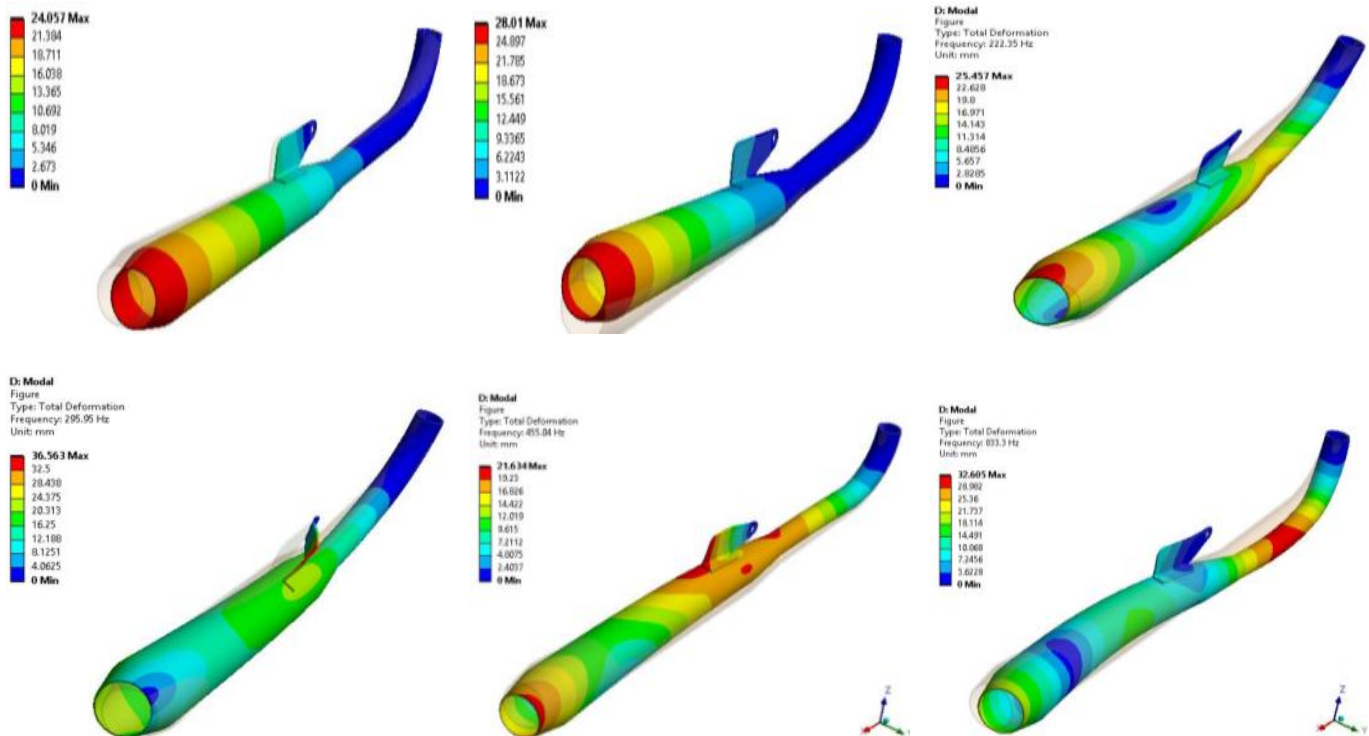 24.057 Max
21.384
18.711
16.038
13.365
10.692
8.019
5.346
2.673
0 Min
28.01 Max
24.897
21.785
18.673
15.561
12.449
9.3365
6.2243
3.1122
0 Min
D: Modal
Figure
Type: Total Deformation
Frequency: 222.35 Hz
Unit: mm
25.457 Max
22.628
19.8
16.971
14.143
11.314
8.4856
5.657
2.8285
0 Min
D: Modal
Figure
Type: Total Deformation
Frequency: 295.95 Hz
Unit: mm
36.563 Max
32.5
28.438
24.375
20.313
16.25
12.188
8.1251
4.0625
0 Min
D: Modal
Figure
Type: Total Deformation
Frequency: 455.84 Hz
Unit: mm
21.634 Max
19.23
16.826
14.422
12.019
9.615
7.2112
4.8075
2.4037
0 Min
Z
X
Y
D: Modal
Figure
Type: Total Deformation
Frequency: 833.3 Hz
Unit: mm
32.605 Max
28.982
25.36
21.737
18.114
14.491
10.868
7.2456
3.6228
0 Min
Z
X
Y